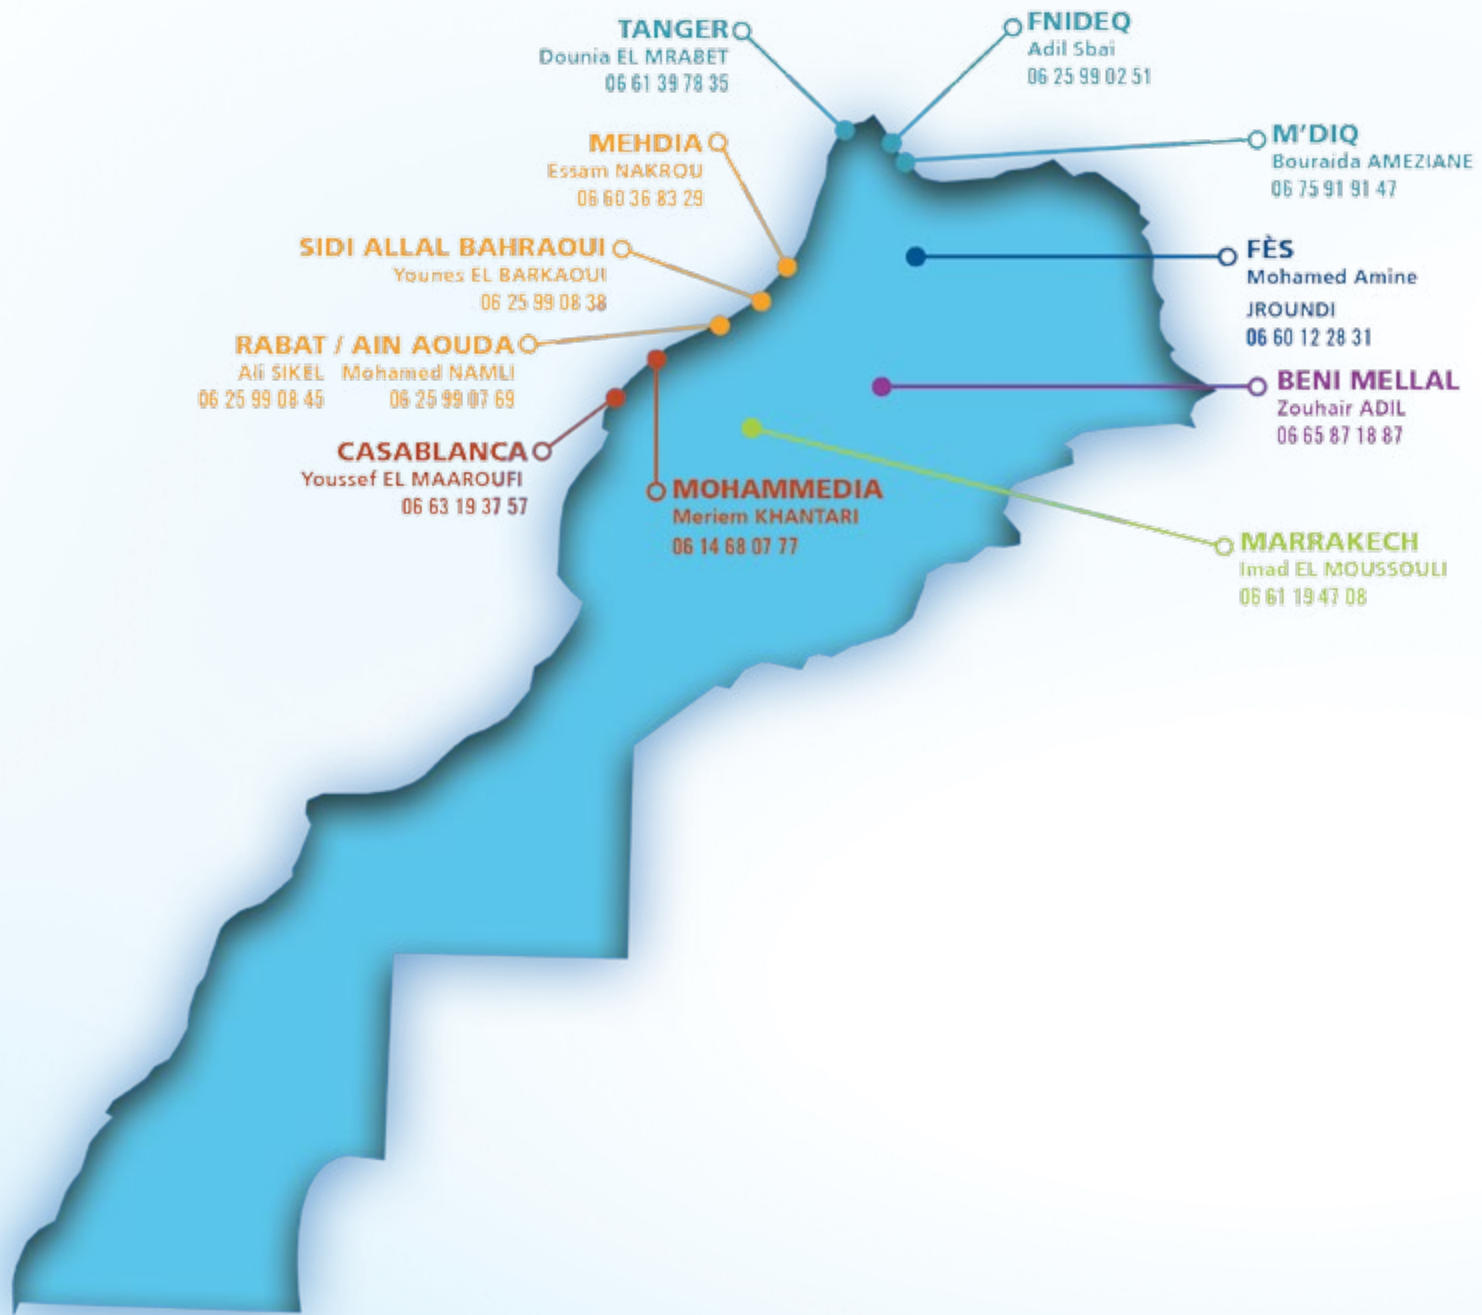 TANGER
Dounia EL MRABET
06 61 39 78 35
FNIDEQ
Adil Sbai
06 25 99 02 51
MEHDIA
Essam NAKROU
06 60 36 83 29
M'DIQ
Bouraida AMEZIANE
06 75 91 91 47
SIDI ALLAL BAHRAOUI
Younes EL BARKAOUI
06 25 99 08 38
FÈS
Mohamed Amine
JROUNDI
06 60 12 28 31
RABAT / AIN AOUDA
Ali SIKEL Mohamed NAMLI
06 25 99 08 45 06 25 99 07 69
BENI MELLAL
Zouhair ADIL
06 65 87 18 87
CASABLANCA
Youssef EL MAAROUFI
06 63 19 37 57
MOHAMMEDIA
Meriem KHANTARI
06 14 68 07 77
MARRAKECH
Imad EL MOUSSOULI
06 61 19 47 08